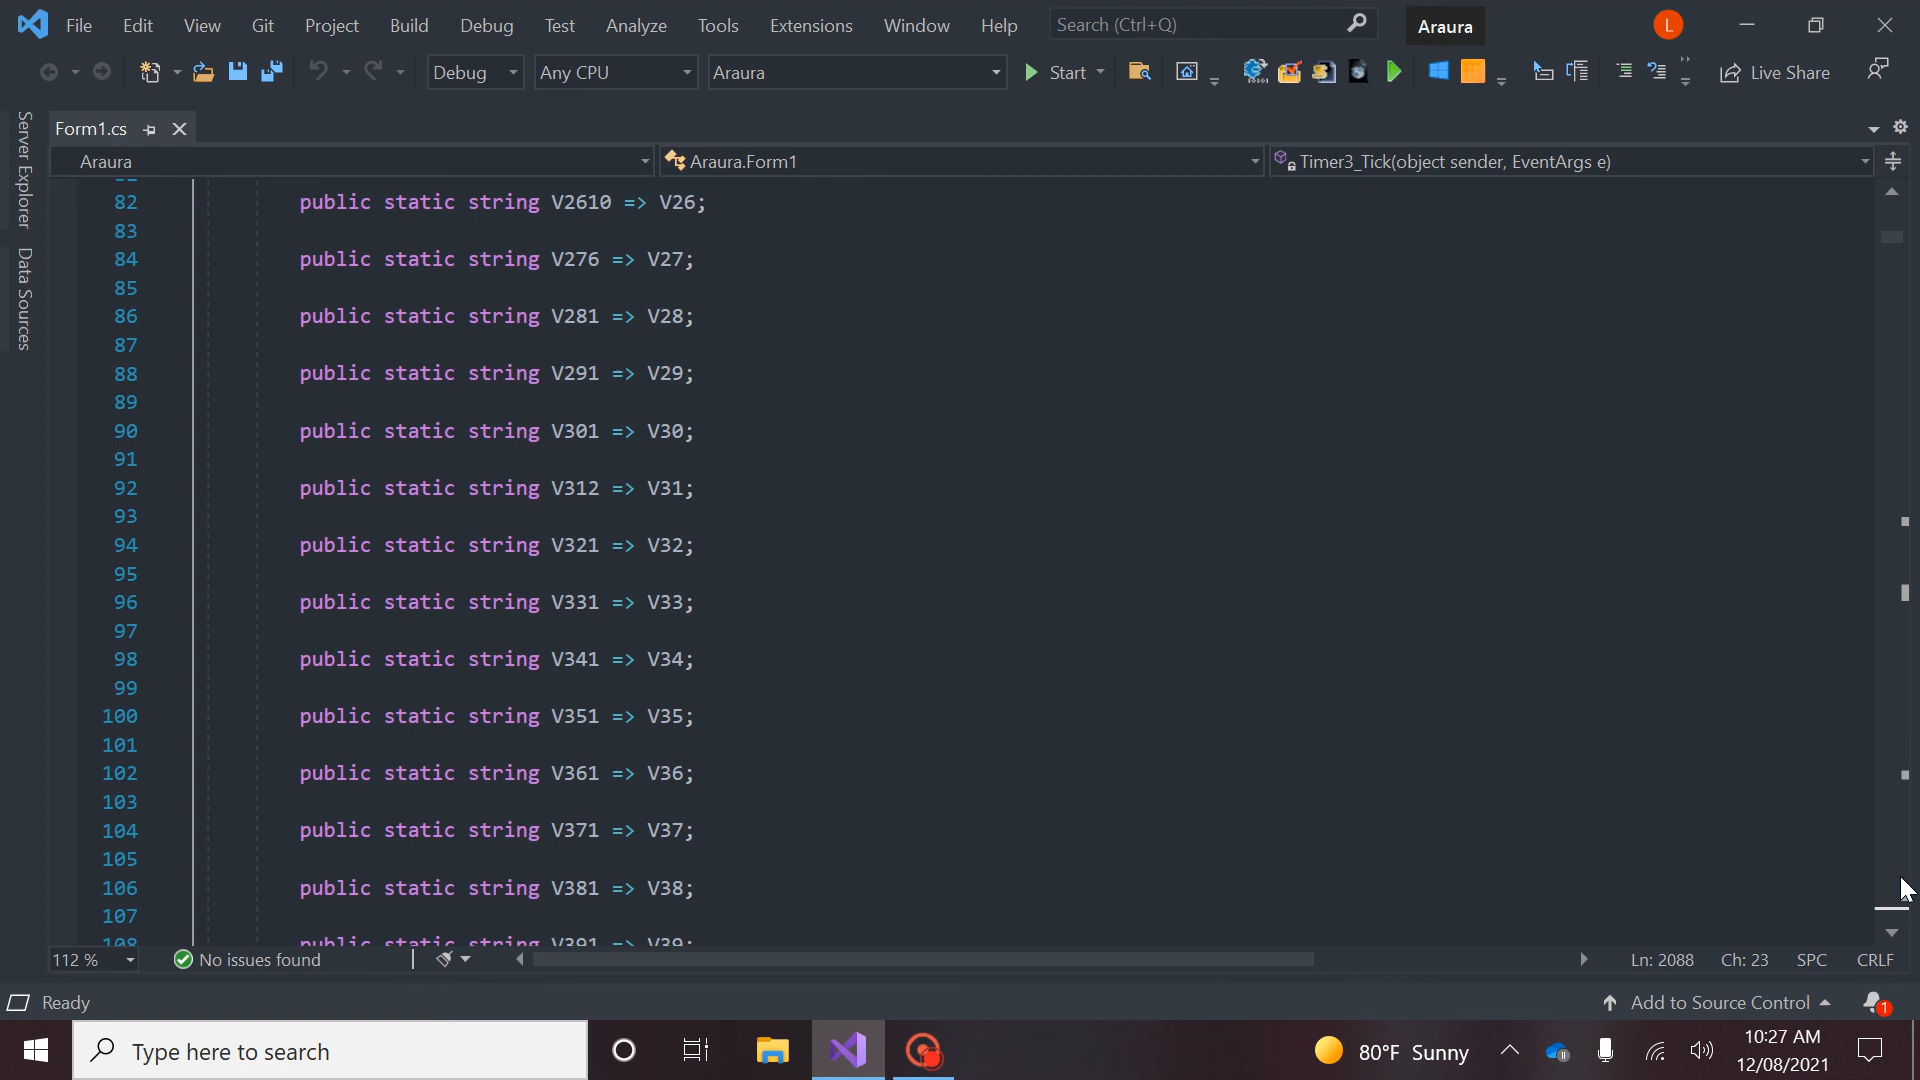 File Edit View Git Project Build Debug Test Analyze Tools Extensions Window Help Search (Ctrl+Q) Araura L
Debug Any CPU Araura Start Live Share
Server Explorer
Data Sources
Form1.cs
Araura Araura.Form1 Timer3_Tick(object sender, EventArgs e)
82 public static string V2610 => V26;
83
84 public static string V276 => V27;
85
86 public static string V281 => V28;
87
88 public static string V291 => V29;
89
90 public static string V301 => V30;
91
92 public static string V312 => V31;
93
94 public static string V321 => V32;
95
96 public static string V331 => V33;
97
98 public static string V341 => V34;
99
100 public static string V351 => V35;
101
102 public static string V361 => V36;
103
104 public static string V371 => V37;
105
106 public static string V381 => V38;
107
108 public static string V391 => V39;
112 % No issues found Ln: 2088 Ch: 23 SPC CRLF
Ready Add to Source Control 1
Type here to search 80°F Sunny 10:27 AM
12/08/2021